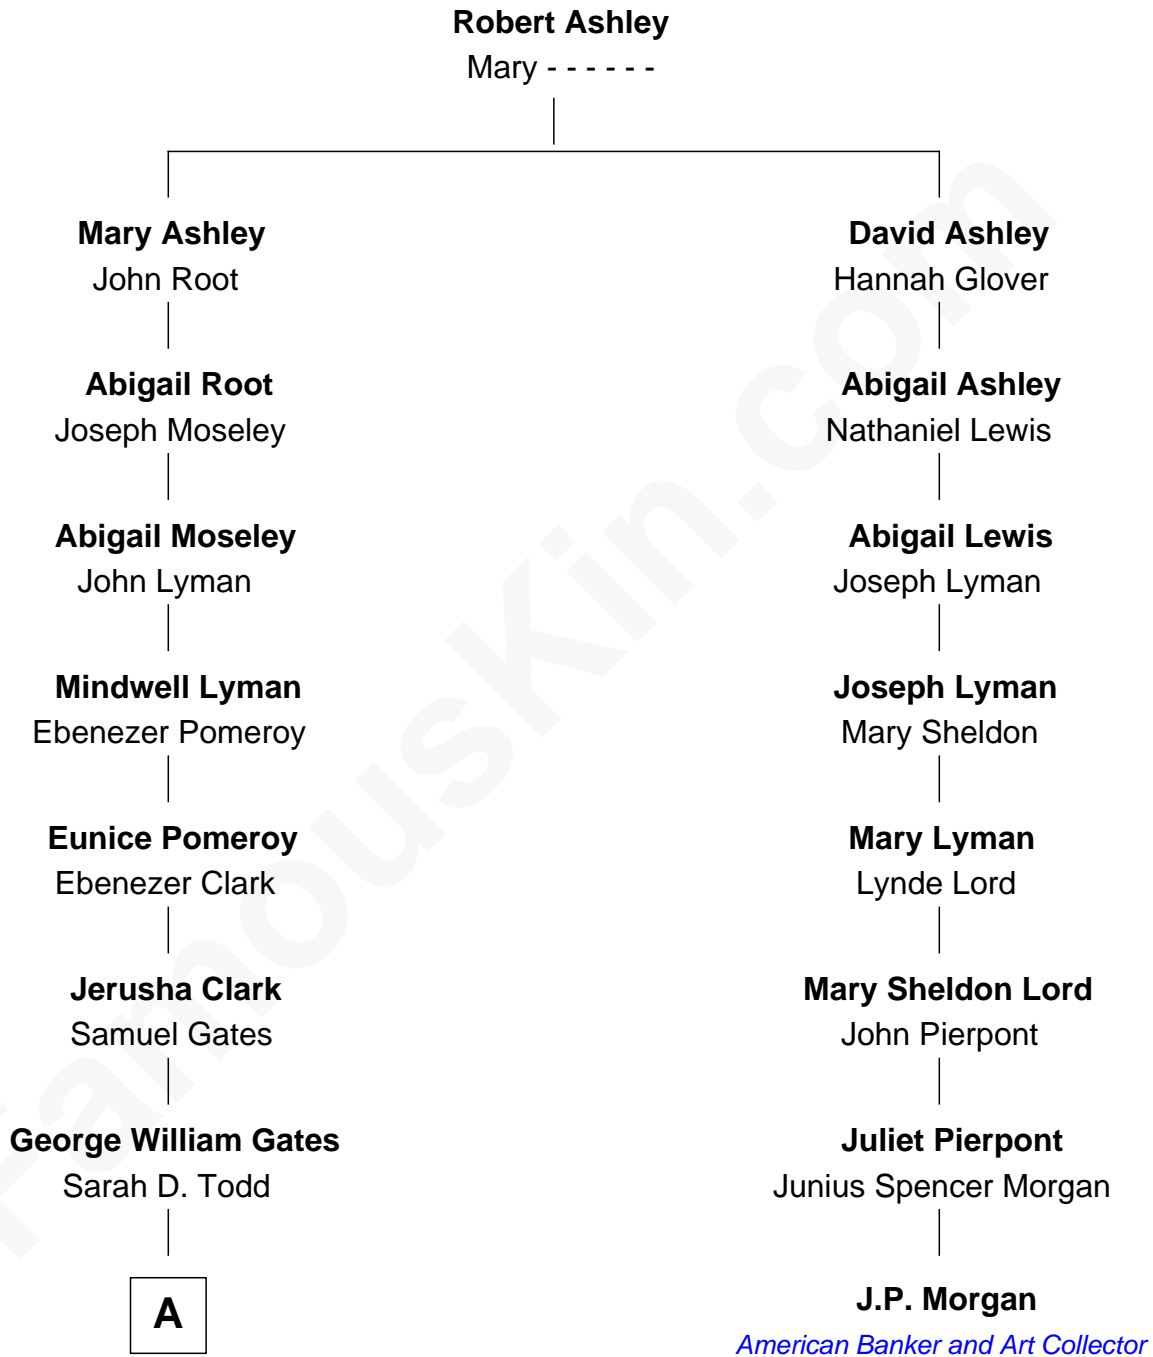 Robert Ashley
Mary - - - - - -
Mary Ashley
John Root
David Ashley
Hannah Glover
Abigail Root
Joseph Moseley
Abigail Ashley
Nathaniel Lewis
Abigail Moseley
John Lyman
Abigail Lewis
Joseph Lyman
Mindwell Lyman
Ebenezer Pomeroy
Joseph Lyman
Mary Sheldon
Eunice Pomeroy
Ebenezer Clark
Mary Lyman
Lynde Lord
Jerusha Clark
Samuel Gates
Mary Sheldon Lord
John Pierpont
George William Gates
Sarah D. Todd
Juliet Pierpont
Junius Spencer Morgan
A
J.P. Morgan
American Banker and Art Collector
FamousKin.com